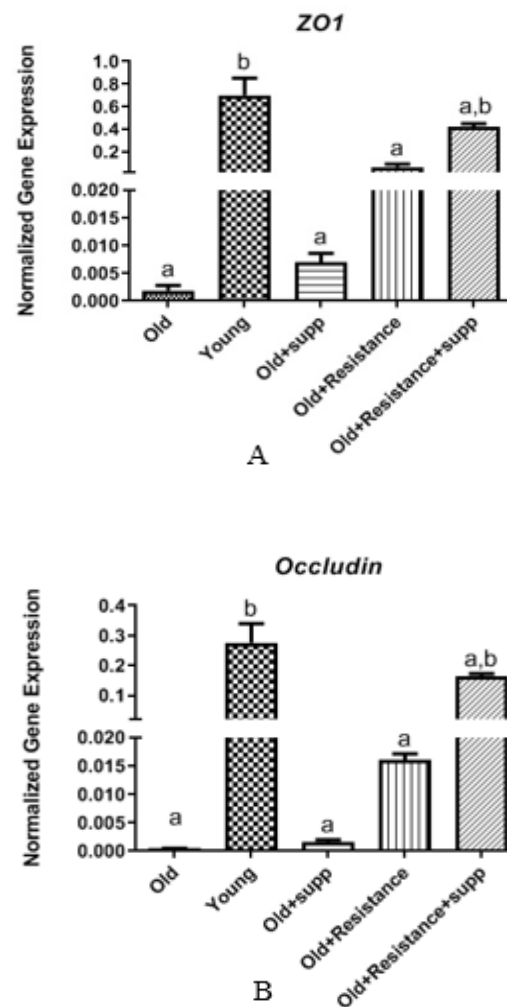 ZO1
Normalized Gene Expression
1.0
0.8
0.6
0.4
0.2
0.020
0.015
0.010
0.005
0.000
a
b
a
a
a,b
Old
Young
Old+supp
Old+Resistance
Old+Resistance+supp
A
Occludin
Normalized Gene Expression
0.4
0.3
0.2
0.1
0.020
0.015
0.010
0.005
0.000
a
b
a
a
a,b
Old
Young
Old+supp
Old+Resistance
Old+Resistance+supp
B